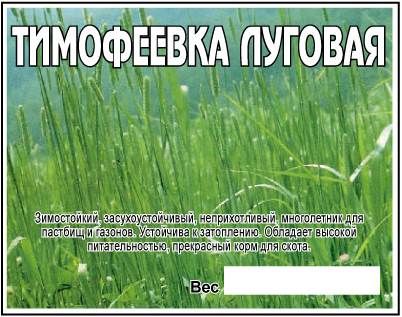 ТИМОФЕЕВКА ЛУГОВАЯ
Зимостойкий, засухоустойчивый, неприхотливый, многолетник для
пастбищ и газонов. Устойчива к затоплению. Обладает высокой
питательностью, прекрасный корм для скота.
Вес